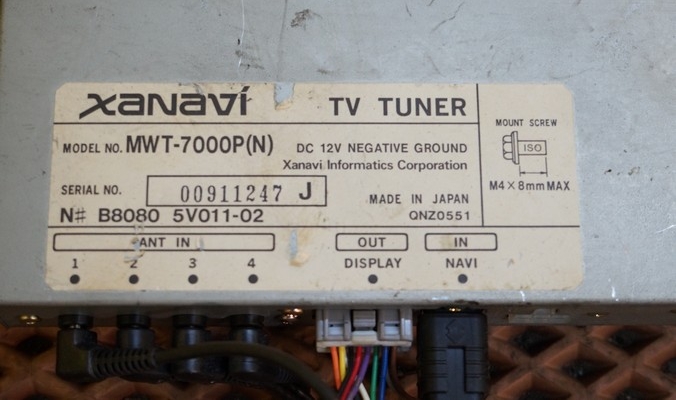 xanavi TV TUNER
MODEL NO. MWT-7000P(N) DC 12V NEGATIVE GROUND
Xanavi Informatics Corporation
SERIAL NO. 00911247 J MADE IN JAPAN
N# B8080 5V011-02 QNZ0551
MOUNT SCREW
ISO
M4×8mm MAX
ANT IN OUT IN
1 2 3 4 DISPLAY NAVI